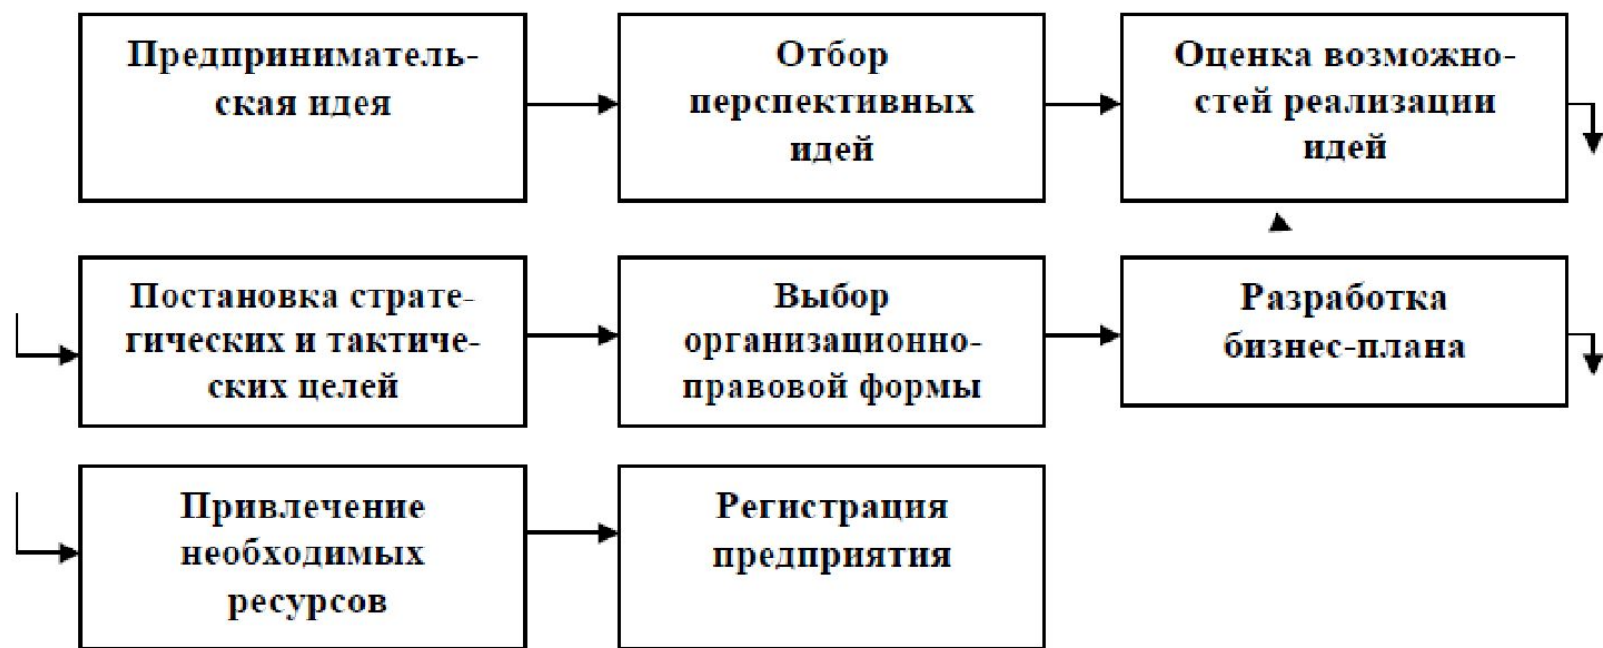 Предприниматель-
ская идея
Отбор
перспективных
идей
Оценка возможно-
стей реализации
идей
Постановка страте-
гических и тактиче-
ских целей
Выбор
организационно-
правовой формы
Разработка
бизнес-плана
Привлечение
необходимых
ресурсов
Регистрация
предприятия